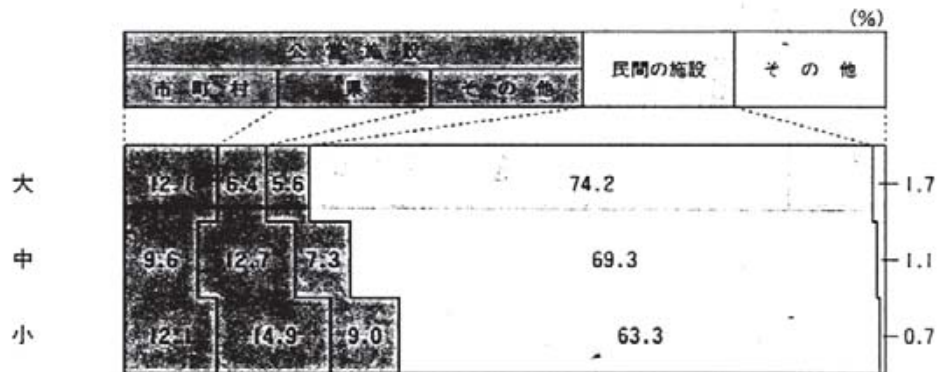 (%)
公営施設 民間の施設 その他
市町村 県 その他
大 12.1 6.4 5.6 74.2 1.7
中 9.6 12.7 7.3 69.3 1.1
小 12.1 14.9 9.0 63.3 0.7